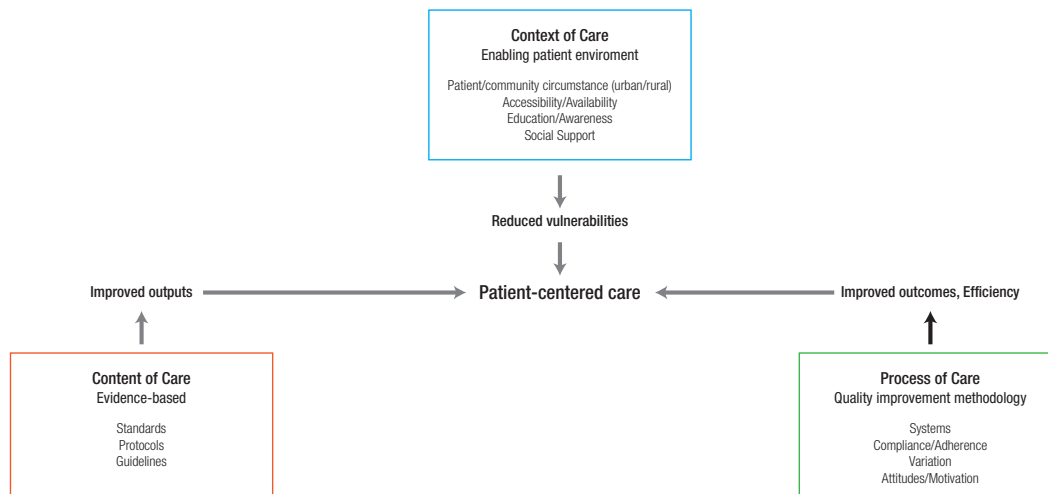 Context of Care
Enabling patient enviroment
Patient/community circumstance (urban/rural)
Accessibility/Availability
Education/Awareness
Social Support
Reduced vulnerabilities
Improved outputs
Patient-centered care
Improved outcomes, Efficiency
Content of Care
Evidence-based
Standards
Protocols
Guidelines
Process of Care
Quality improvement methodology
Systems
Compliance/Adherence
Variation
Attitudes/Motivation